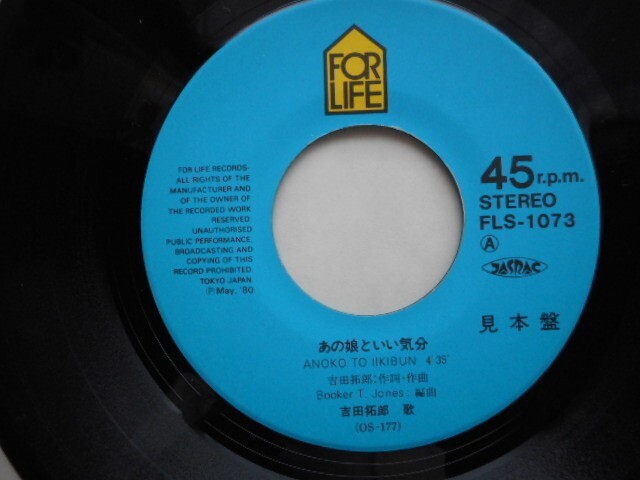 FOR
LIFE
FOR LIFE RECORDS-
ALL RIGHTS OF THE
MANUFACTURER AND
OF THE OWNER OF
THE RECORDED WORK
RESERVED.
UNAUTHORISED
PUBLIC PERFORMANCE,
BROADCASTING AND
COPYING OF THIS
RECORD PROHIBITED.
TOKYO JAPAN.
Ⓟ May, '80
45 r.p.m.
STEREO
FLS-1073
Ⓐ JASRAC
見本盤
あの娘といい気分
ANOKO TO IIKIBUN 4'35"
吉田拓郎:作詞・作曲
Booker T. Jones:編曲
吉田拓郎 歌
(OS-177)